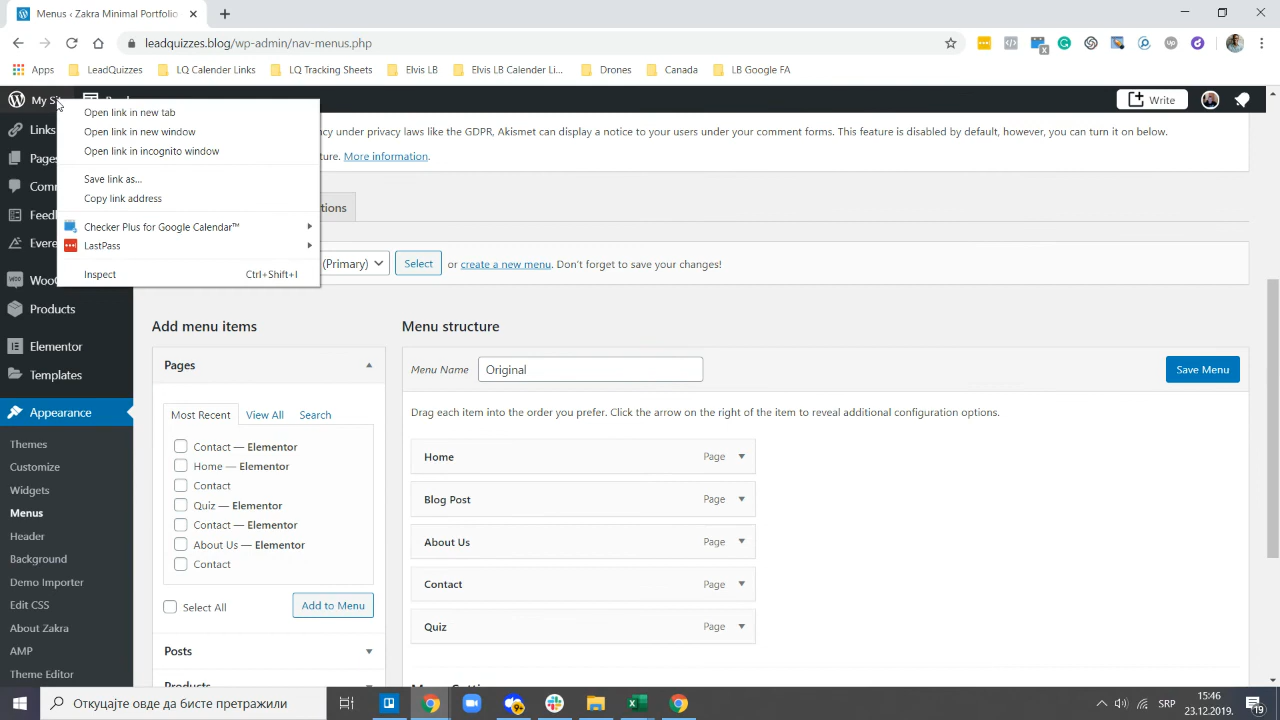 Menus ‹ Zakra Minimal Portfolio
leadquizzes.blog/wp-admin/nav-menus.php
Apps LeadQuizzes LQ Calender Links LQ Tracking Sheets Elvis LB Elvis LB Calender Li... Drones Canada LB Google FA
My Si
Write
Open link in new tab
Open link in new window
Open link in incognito window
Save link as...
Copy link address
Checker Plus for Google Calendar™
LastPass
Inspect Ctrl+Shift+I
Links
Pages
Comm
Feedb
Evere
WooC
Products
Elementor
Templates
Appearance
Themes
Customize
Widgets
Menus
Header
Background
Demo Importer
Edit CSS
About Zakra
AMP
Theme Editor
ncy under privacy laws like the GDPR, Akismet can display a notice to your users under your comment forms. This feature is disabled by default, however, you can turn it on below.
ture. More information.
tions
(Primary) Select or create a new menu. Don't forget to save your changes!
Add menu items
Pages
Most Recent View All Search
Contact — Elementor
Home — Elementor
Contact
Quiz — Elementor
Contact — Elementor
About Us — Elementor
Contact
Select All Add to Menu
Posts
Products
Menu structure
Menu Name Original Save Menu
Drag each item into the order you prefer. Click the arrow on the right of the item to reveal additional configuration options.
Home Page
Blog Post Page
About Us Page
Contact Page
Quiz Page
Откуцајте овде да бисте претражили
SRP
15:46
23.12.2019.
19